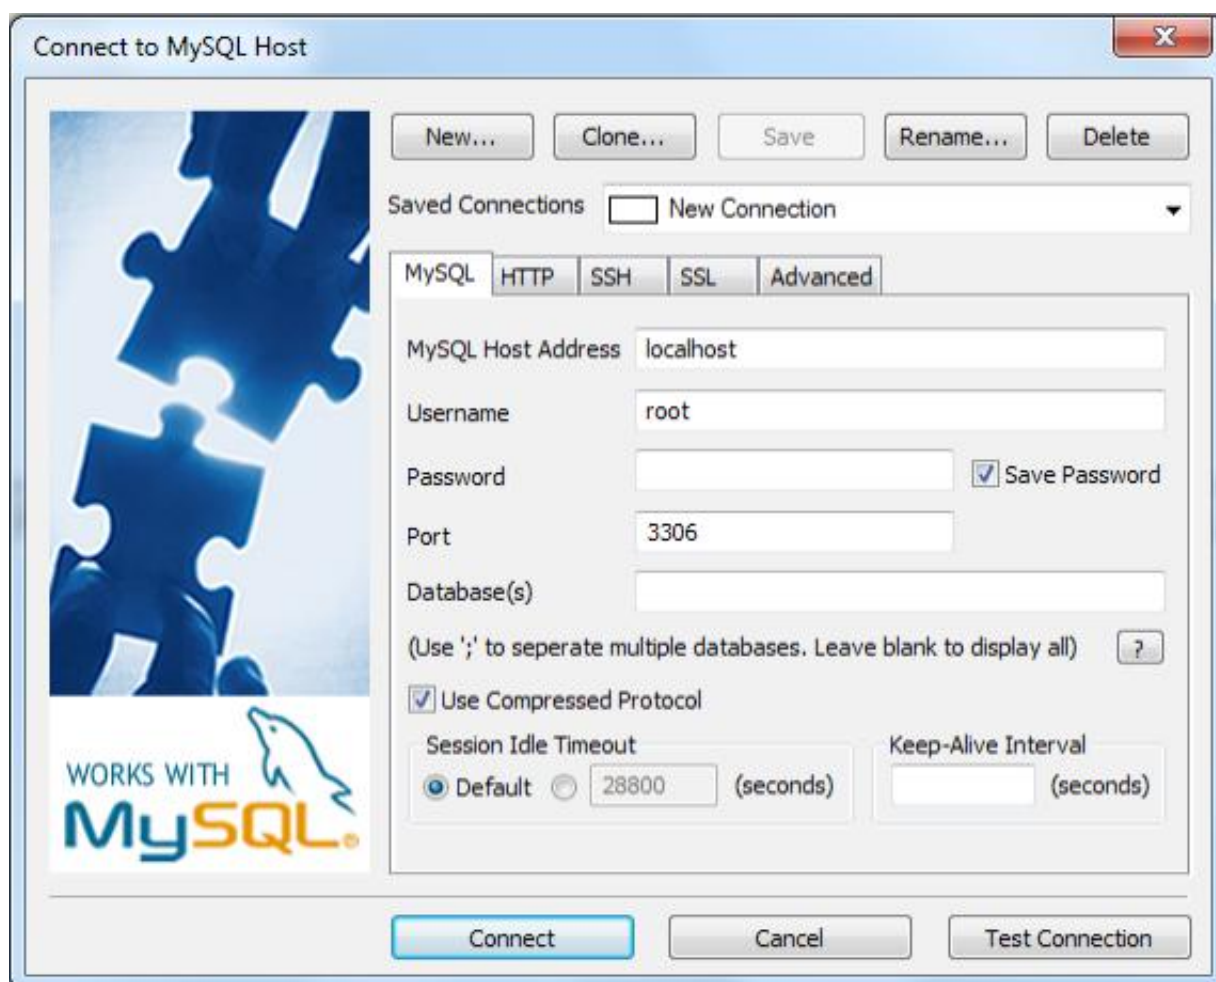 Connect to MySQL Host
New... Clone... Save Rename... Delete
Saved Connections New Connection
MySQL HTTP SSH SSL Advanced
MySQL Host Address localhost
Username root
Password Save Password
Port 3306
Database(s)
(Use ';' to seperate multiple databases. Leave blank to display all) ?
Use Compressed Protocol
Session Idle Timeout Keep-Alive Interval
Default 28800 (seconds) (seconds)
WORKS WITH
MySQL®
Connect Cancel Test Connection